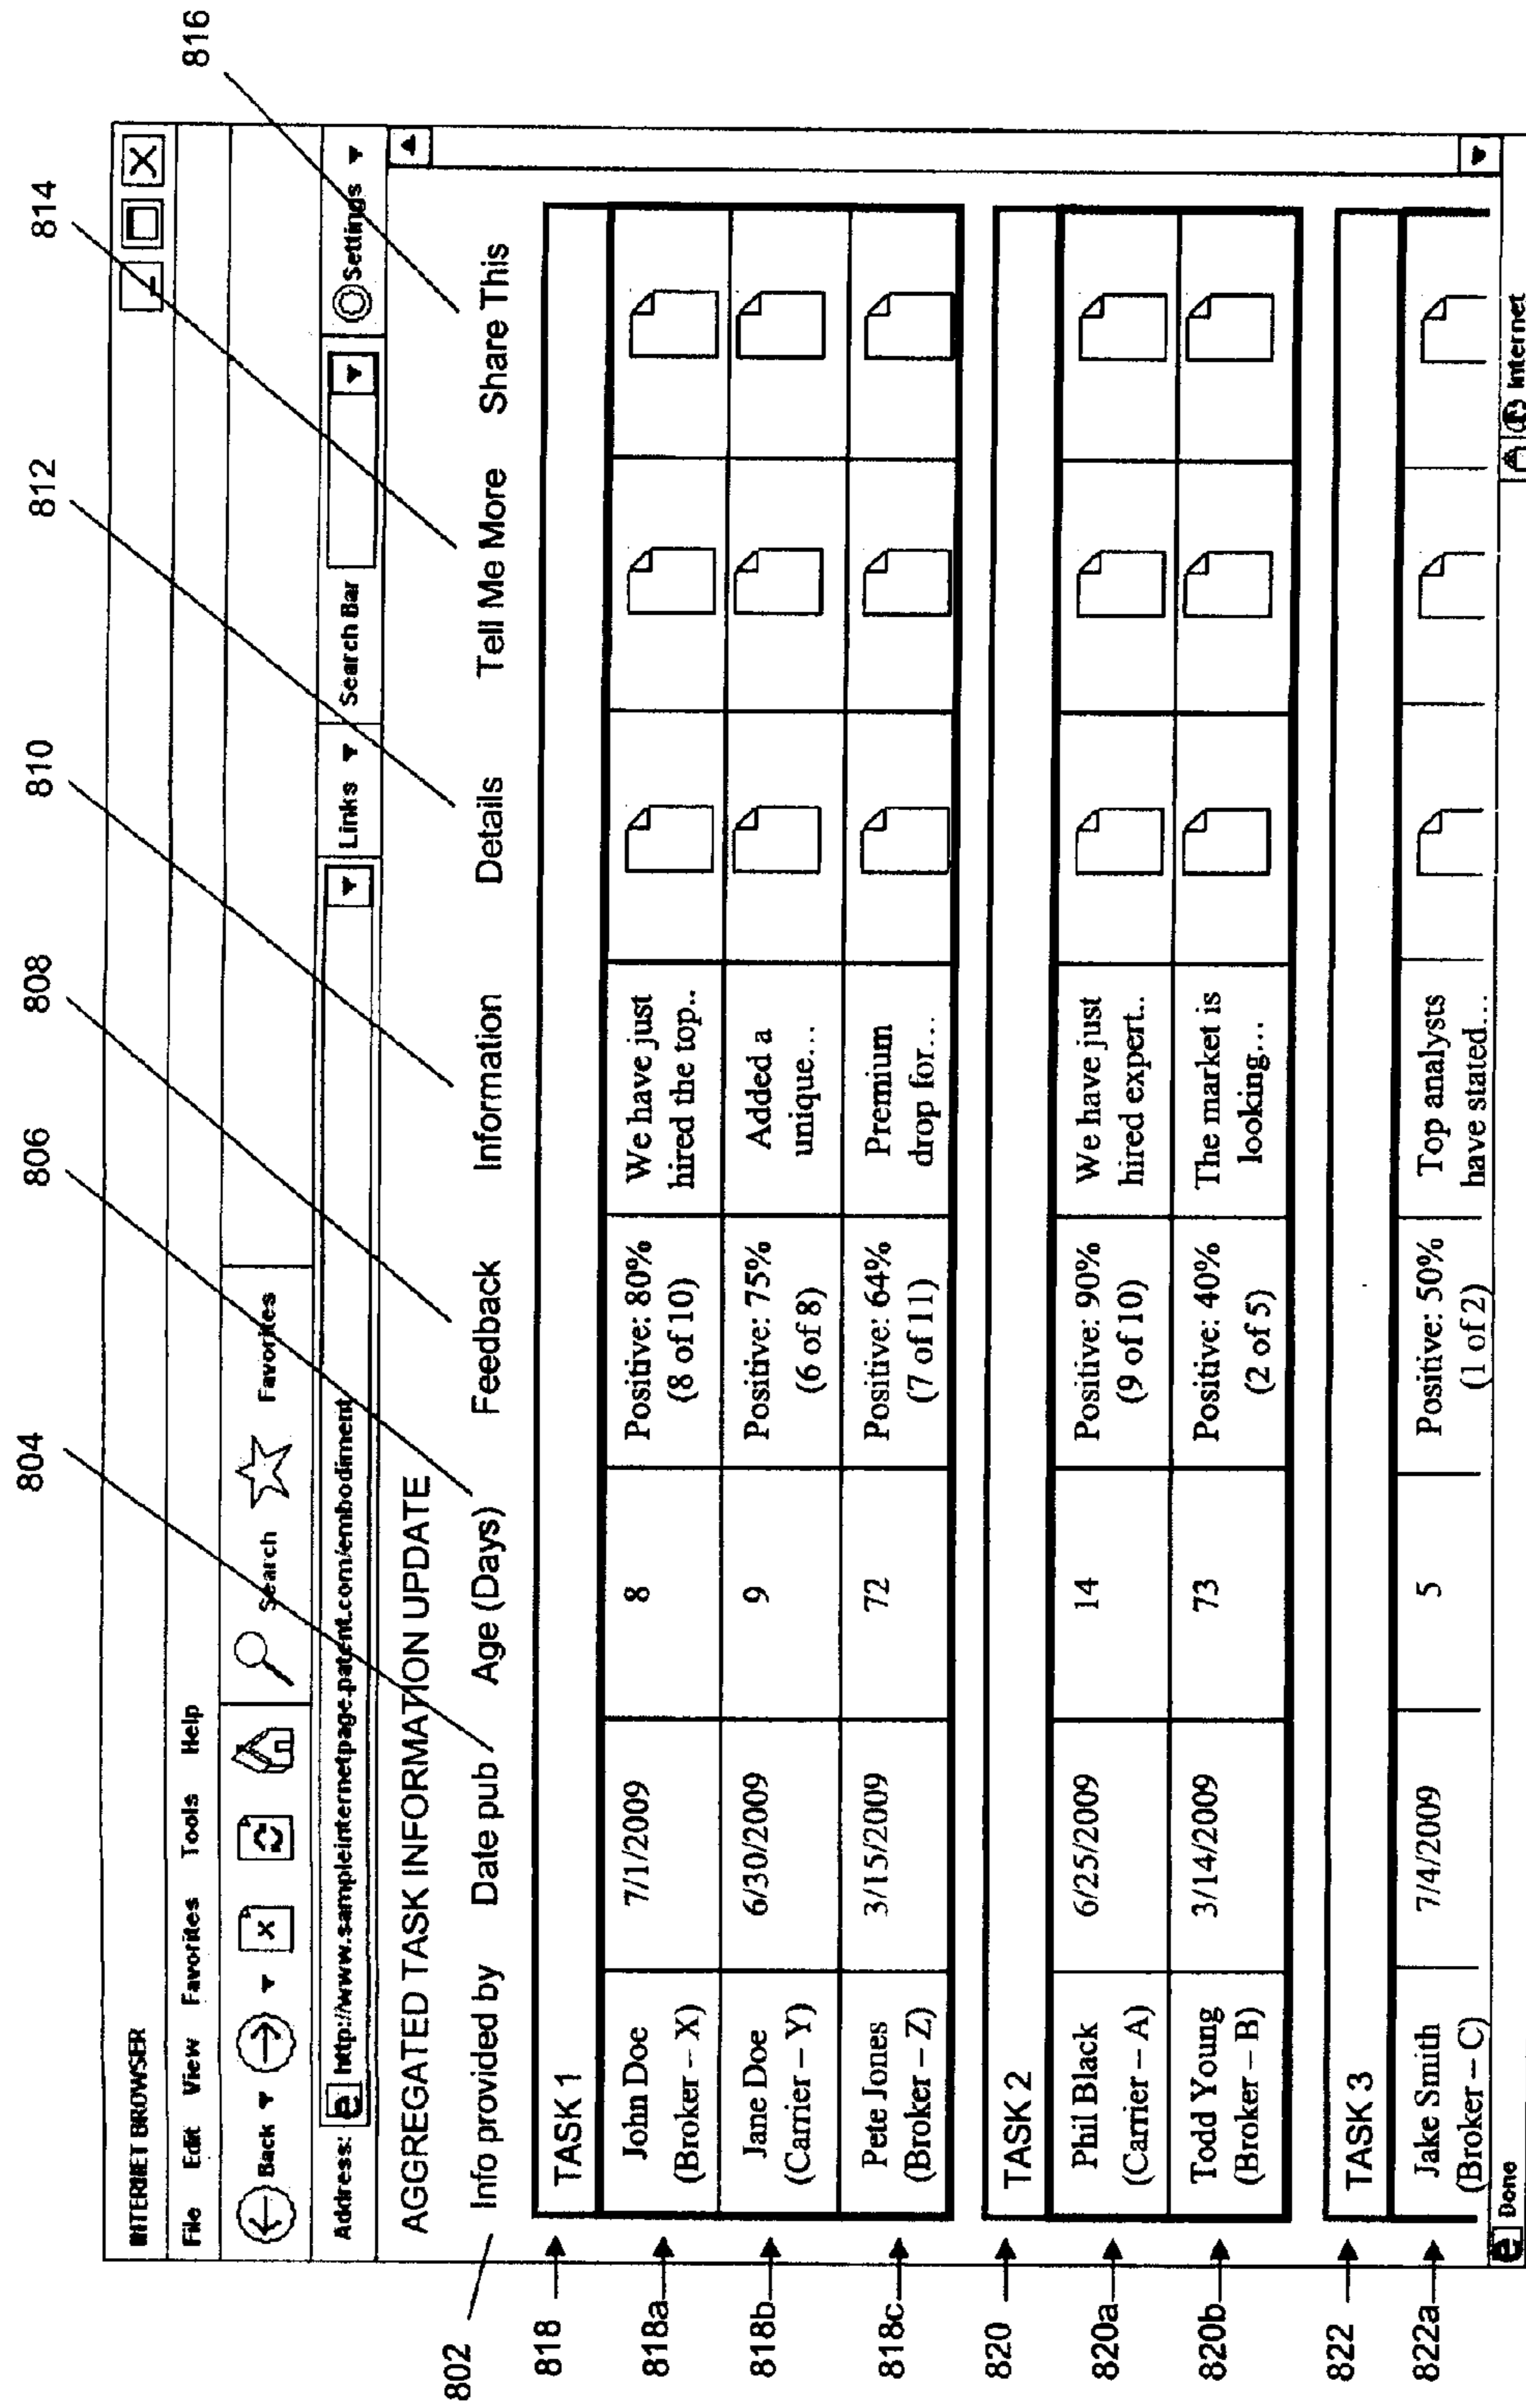 804 806 808 810 812 814 816
INTERNET BROWSER
File Edit View Favorites Tools Help
Back Search Favorites
Address: e http://www.sampleinternetpage.patent.com/embodiment Links Search Bar Settings
AGGREGATED TASK INFORMATION UPDATE
802 Info provided by Date pub Age (Days) Feedback Information Details Tell Me More Share This
818 TASK 1
818a John Doe 7/1/2009 8 Positive: 80% We have just
(Broker – X) (8 of 10) hired the top..
818b Jane Doe 6/30/2009 9 Positive: 75% Added a
(Carrier – Y) (6 of 8) unique...
818c Pete Jones 3/15/2009 72 Positive: 64% Premium
(Broker – Z) (7 of 11) drop for...
820 TASK 2
820a Phil Black 6/25/2009 14 Positive: 90% We have just
(Carrier – A) (9 of 10) hired expert..
820b Todd Young 3/14/2009 73 Positive: 40% The market is
(Broker – B) (2 of 5) looking...
822 TASK 3
822a Jake Smith 7/4/2009 5 Positive: 50% Top analysts
(Broker – C) (1 of 2) have stated...
e Done Internet